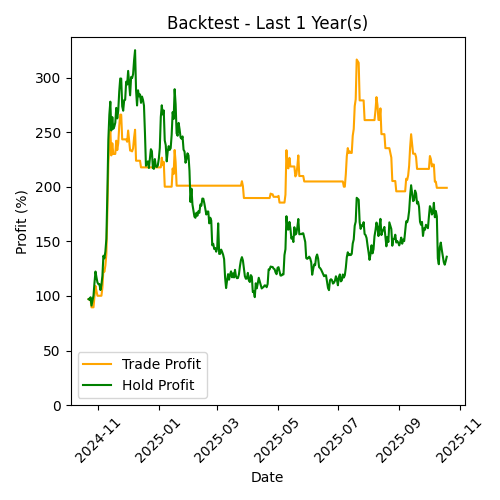 Backtest - Last 1 Year(s)
Profit (%)
300
250
200
150
100
50
0
Trade Profit
Hold Profit
2024-11
2025-01
2025-03
2025-05
2025-07
2025-09
2025-11
Date